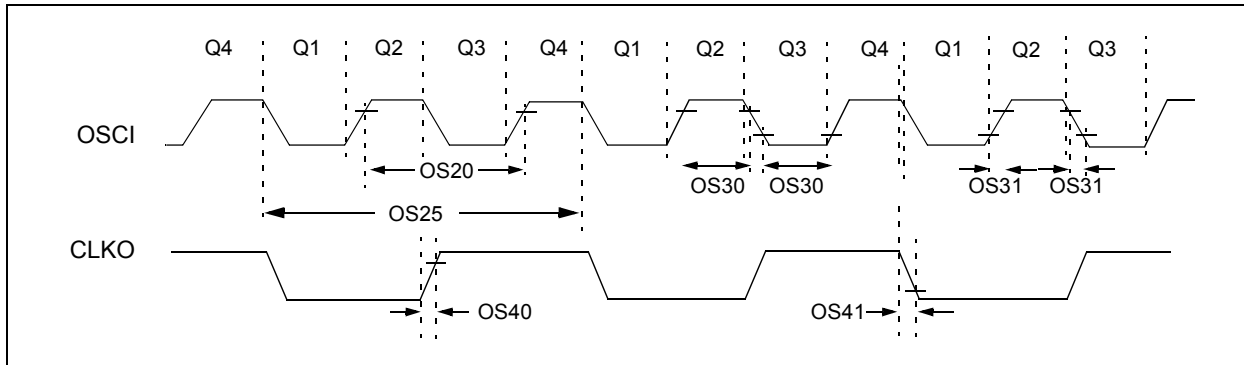 Q4 Q1 Q2 Q3 Q4 Q1 Q2 Q3 Q4 Q1 Q2 Q3
OSCI
OS20
OS30 OS30
OS31 OS31
OS25
CLKO
OS40
OS41